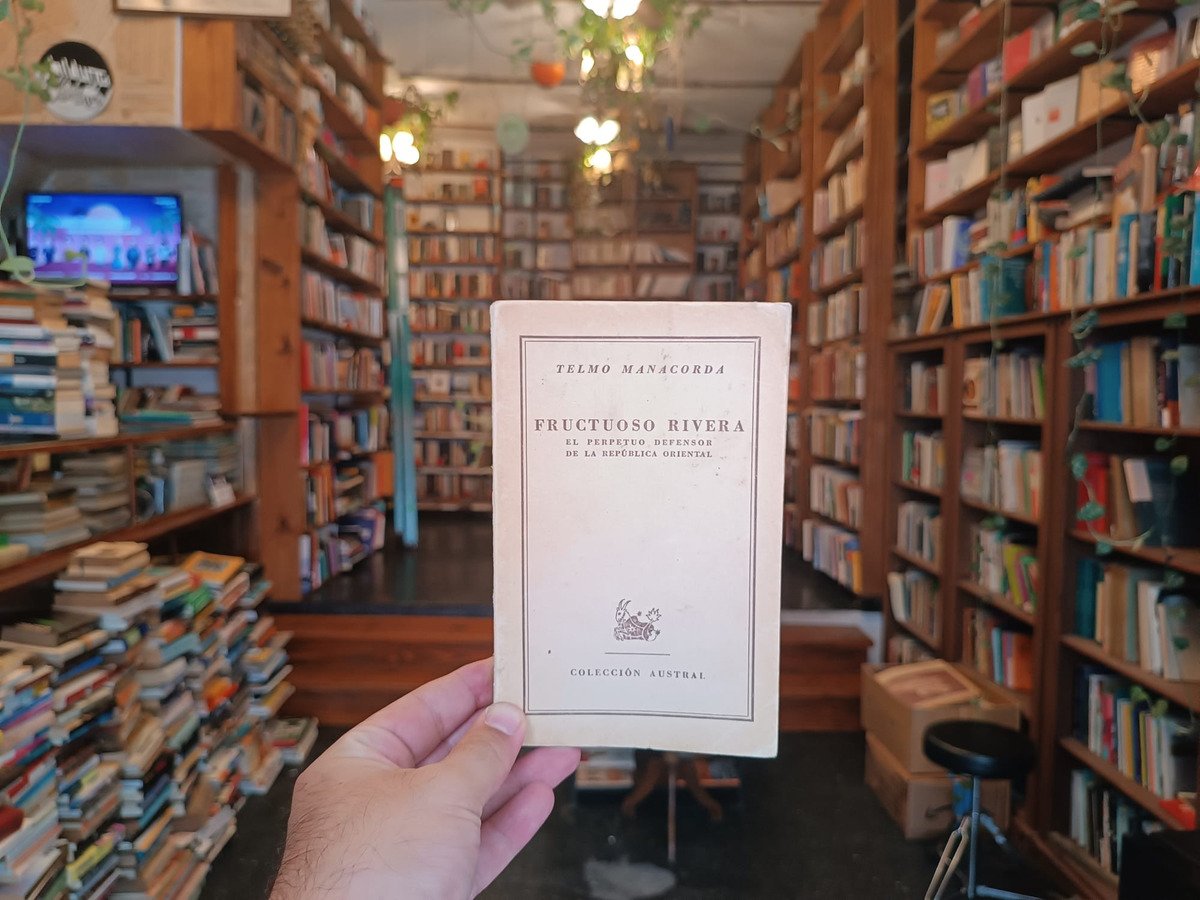 TELMO MANACORDA
FRUCTUOSO RIVERA
EL PERPETUO DEFENSOR
DE LA REPÚBLICA ORIENTAL
COLECCIÓN AUSTRAL